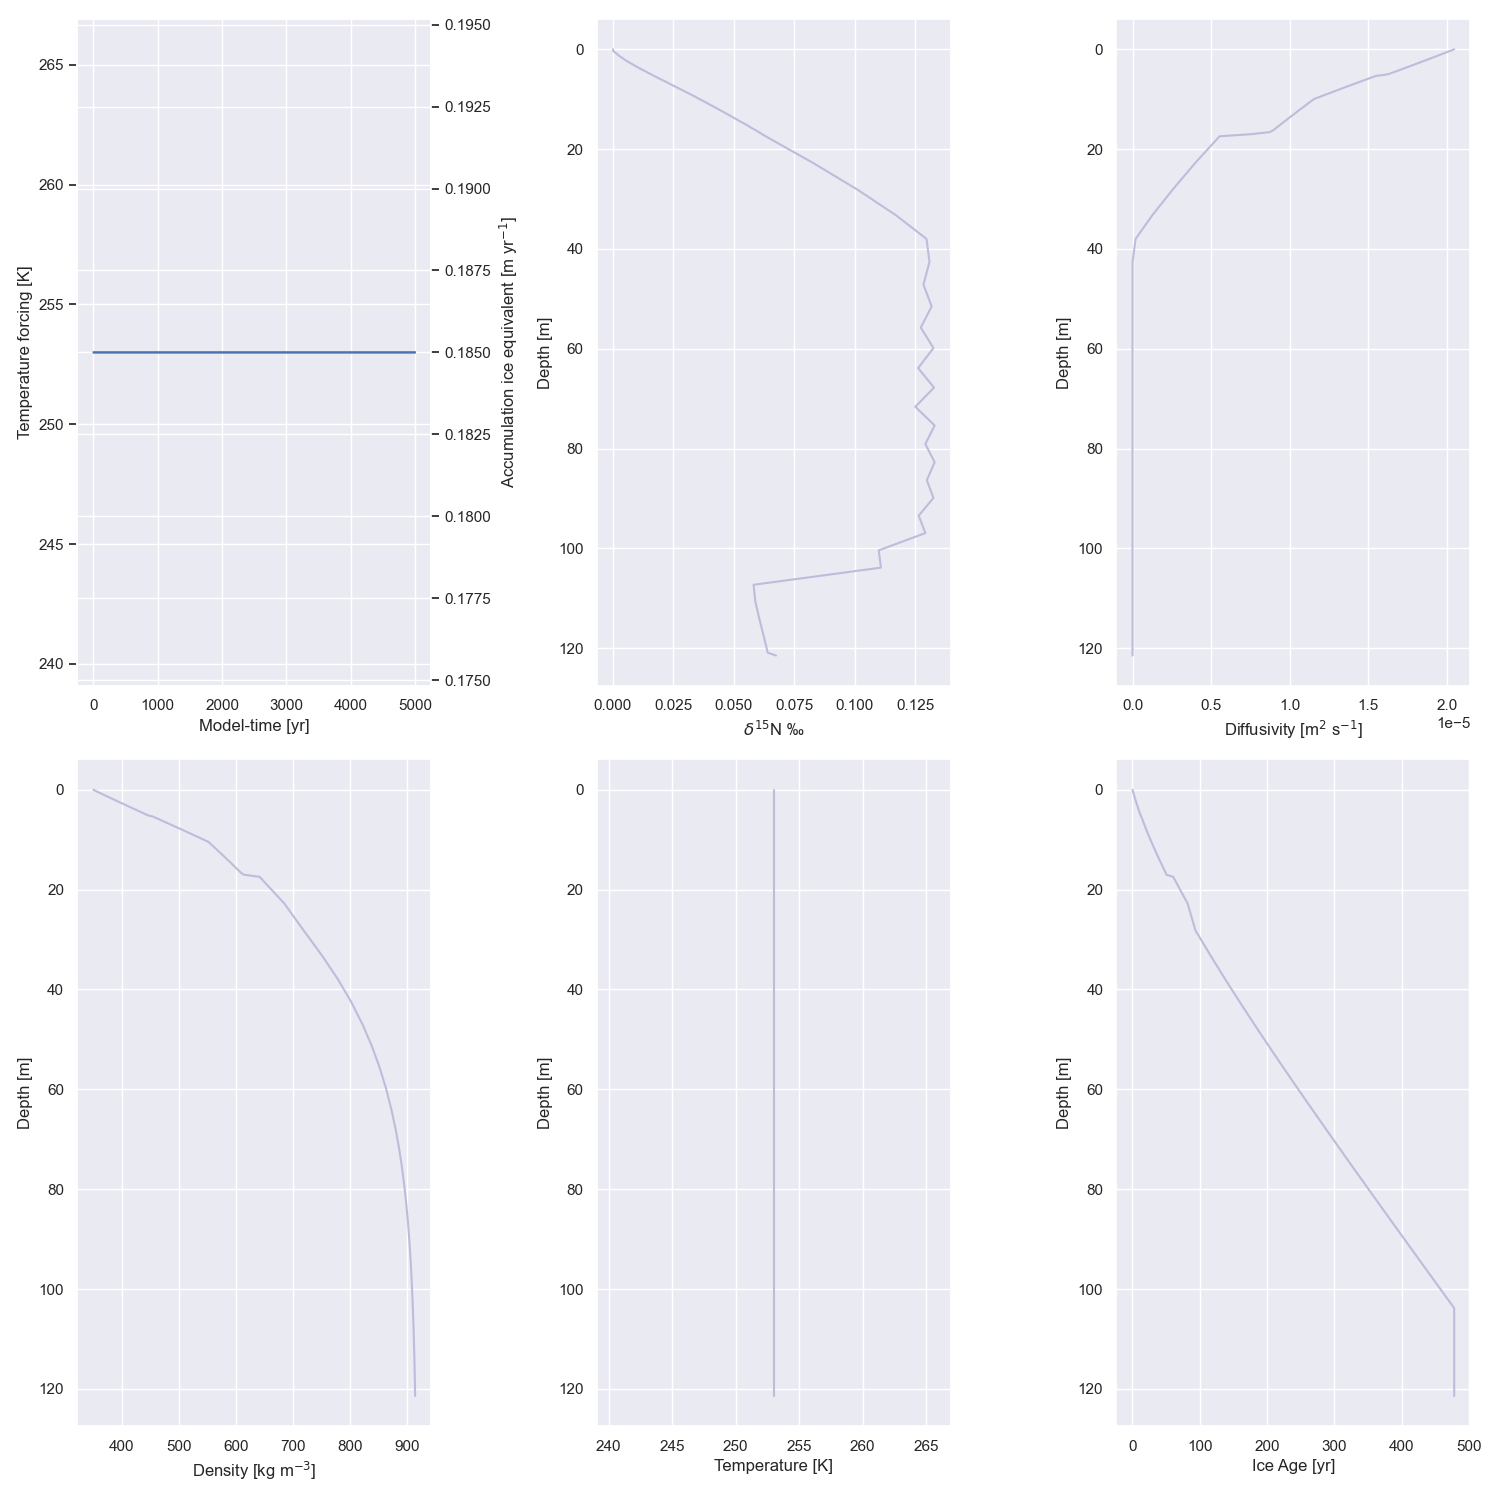 265
260
255
250
245
240
Temperature forcing [K]
0 1000 2000 3000 4000 5000
Model-time [yr]
0.1950
0.1925
0.1900
0.1875
0.1850
0.1825
0.1800
0.1775
0.1750
Accumulation ice equivalent [m yr⁻¹]
0
20
40
60
80
100
120
Depth [m]
0.000 0.025 0.050 0.075 0.100 0.125
δ¹⁵N ‰
0
20
40
60
80
100
120
Depth [m]
0.0 0.5 1.0 1.5 2.0
1e−5
Diffusivity [m² s⁻¹]
0
20
40
60
80
100
120
Depth [m]
400 500 600 700 800 900
Density [kg m⁻³]
0
20
40
60
80
100
120
Depth [m]
240 245 250 255 260 265
Temperature [K]
0
20
40
60
80
100
120
Depth [m]
0 100 200 300 400 500
Ice Age [yr]